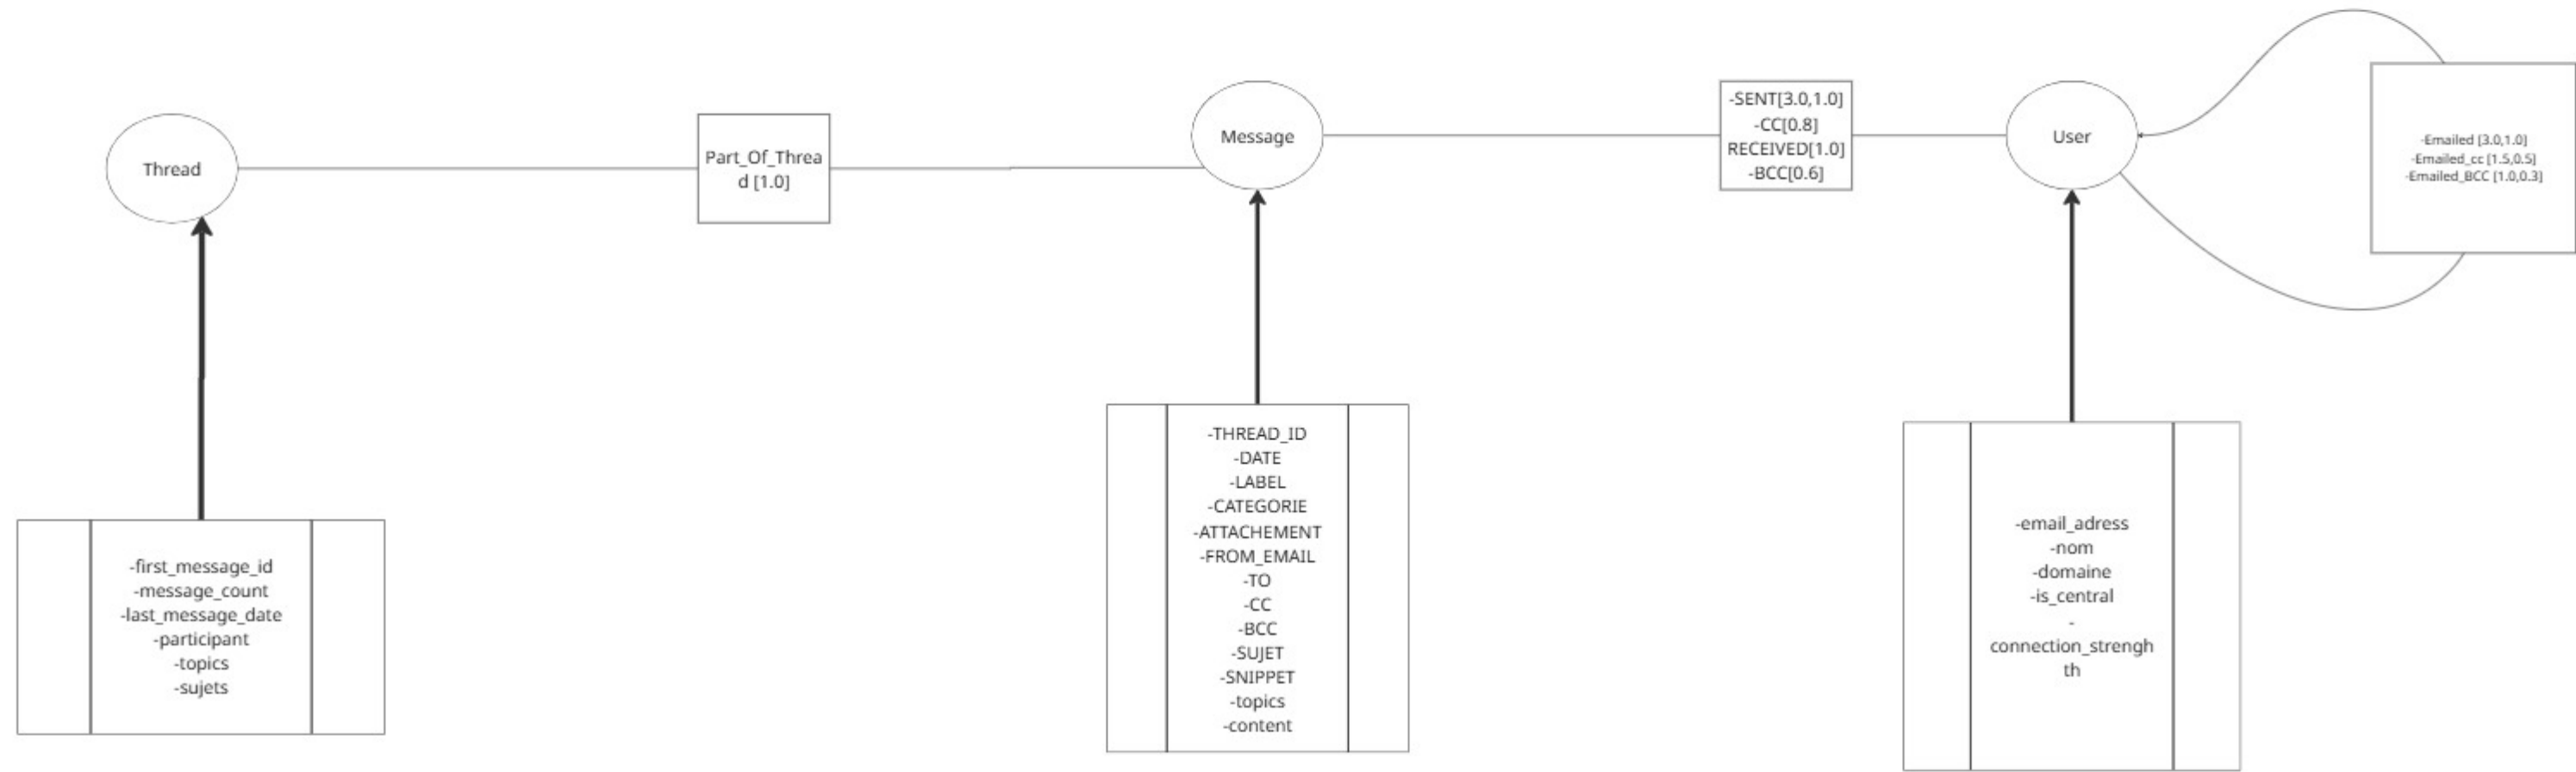 Thread
Part_Of_Threa
d [1.0]
Message
-SENT[3.0,1.0]
-CC[0.8]
RECEIVED[1.0]
-BCC[0.6]
User
-Emailed [3.0,1.0]
-Emailed_cc [1.5,0.5]
-Emailed_BCC [1.0,0.3]
-first_message_id
-message_count
-last_message_date
-participant
-topics
-sujets
-THREAD_ID
-DATE
-LABEL
-CATEGORIE
-ATTACHEMENT
-FROM_EMAIL
-TO
-CC
-BCC
-SUJET
-SNIPPET
-topics
-content
-email_adress
-nom
-domaine
-is_central
-
connection_strengh
th